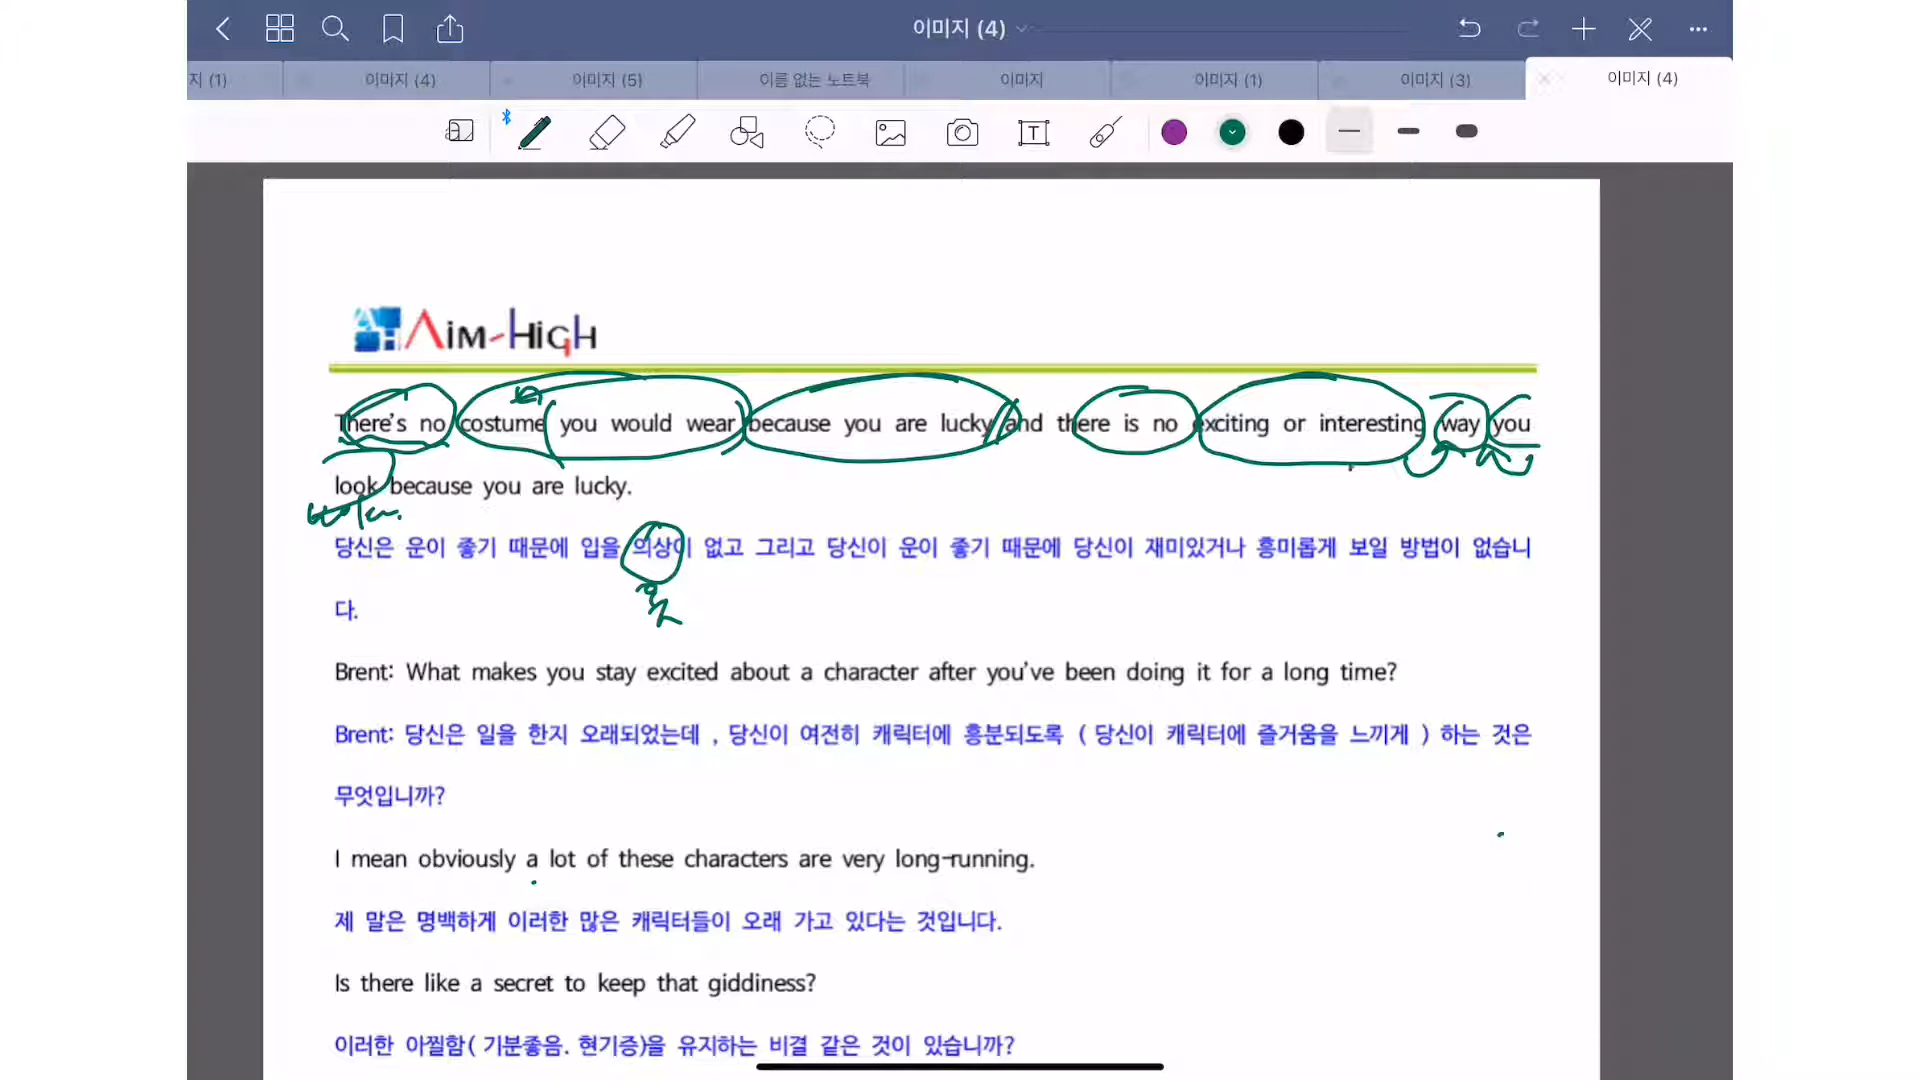 이미지 (4)
지 (1)
이미지 (4)
이미지 (5)
이름 없는 노트북
이미지
이미지 (1)
이미지 (3)
이미지 (4)
AiM-HigH
There's no costume you would wear because you are lucky and there is no exciting or interesting way you
look because you are lucky.
당신은 운이 좋기 때문에 입을 의상이 없고 그리고 당신이 운이 좋기 때문에 당신이 재미있거나 흥미롭게 보일 방법이 없습니
다.
Brent: What makes you stay excited about a character after you've been doing it for a long time?
Brent: 당신은 일을 한지 오래되었는데 , 당신이 여전히 캐릭터에 흥분되도록 ( 당신이 캐릭터에 즐거움을 느끼게 ) 하는 것은
무엇입니까?
I mean obviously a lot of these characters are very long-running.
제 말은 명백하게 이러한 많은 캐릭터들이 오래 가고 있다는 것입니다.
Is there like a secret to keep that giddiness?
이러한 아찔함( 기분좋음. 현기증)을 유지하는 비결 같은 것이 있습니까?